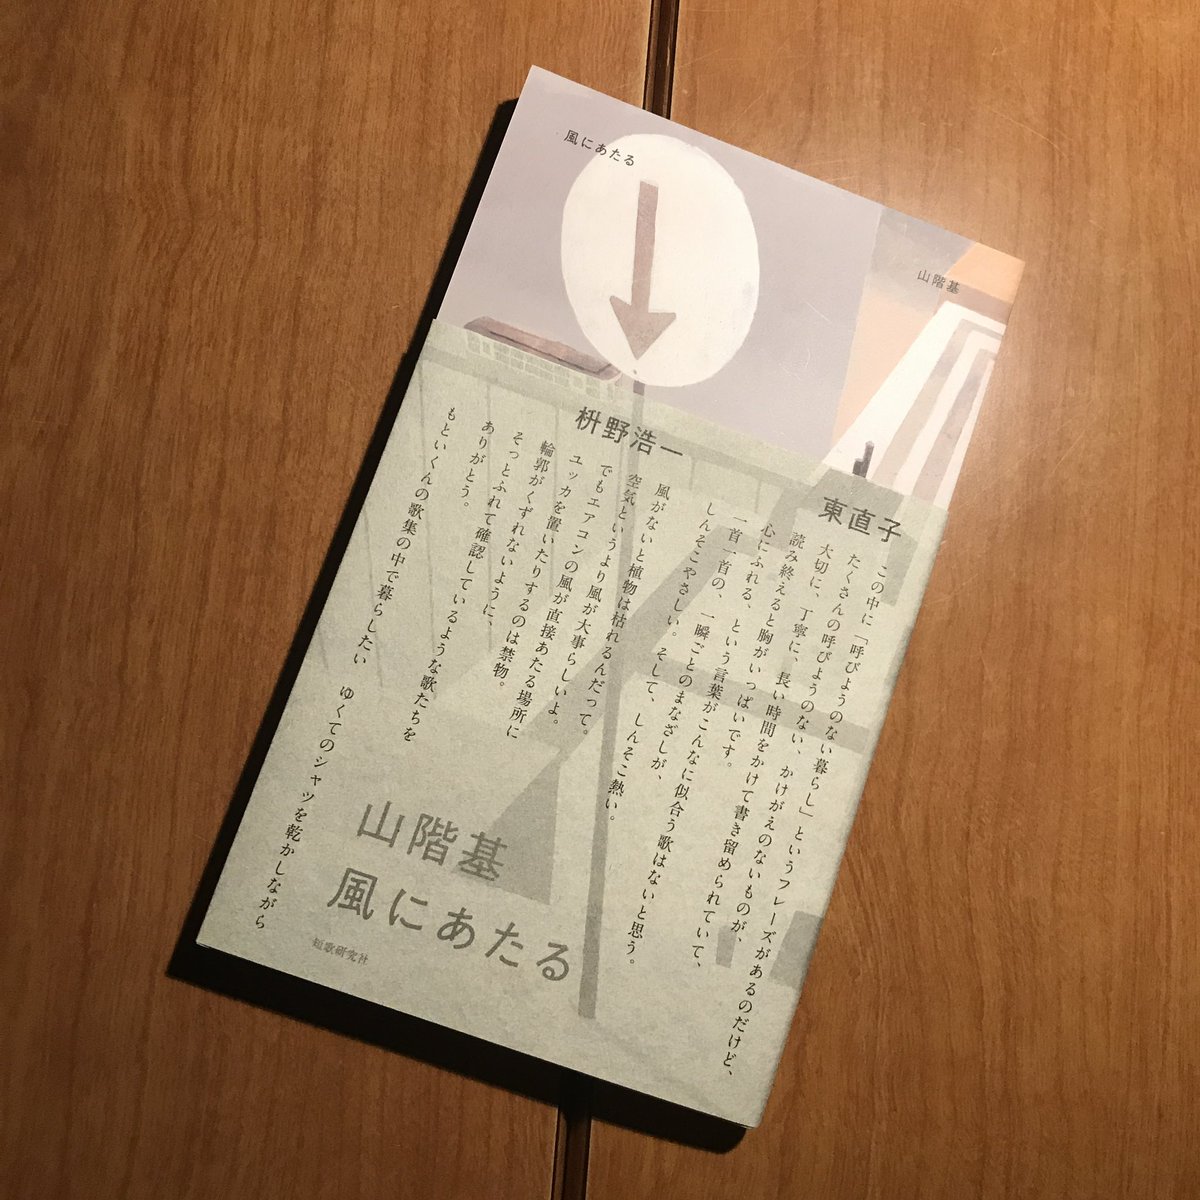 風にあたる
山階基
東直子
この中に「呼びようのない暮らし」というフレーズがあるのだけど、
たくさんの呼びようのない、かけがえのないものが、
大切に、丁寧に、長い時間をかけて書き留められていて、
読み終えると胸がいっぱいです。
心にふれる、という言葉がこんなに似合う歌はないと思う。
一首一首の、一瞬ごとのまなざしが、
しんそこやさしい。そして、しんそこ熱い。
枡野浩一
風がないと植物は枯れるんだって。
空気というより風が大事らしいよ。
でもエアコンの風が直接あたる場所に
ユッカを置いたりするのは禁物。
輪郭がくずれないように、
そっとふれて確認しているような歌たちを
ありがとう。
もといくんの歌集の中で暮らしたい　ゆくてのシャツを乾かしながら
山階基
風にあたる
短歌研究社